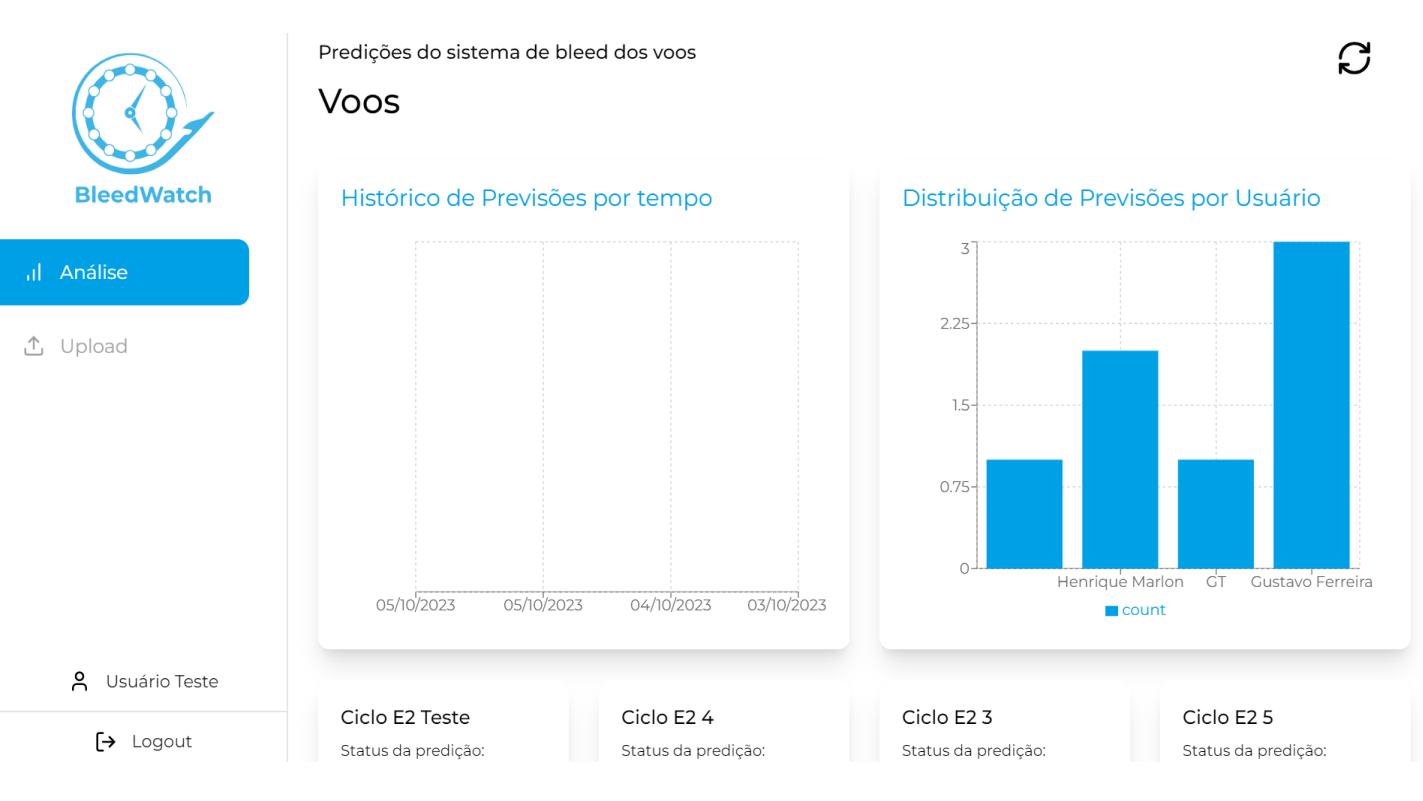 BleedWatch
Análise
Upload
Usuário Teste
Logout
Predições do sistema de bleed dos voos
Voos
Histórico de Previsões por tempo
05/10/2023 05/10/2023 04/10/2023 03/10/2023
Distribuição de Previsões por Usuário
3
2.25
1.5
0.75
0
Henrique Marlon GT Gustavo Ferreira
count
Ciclo E2 Teste
Status da predição:
Ciclo E2 4
Status da predição:
Ciclo E2 3
Status da predição:
Ciclo E2 5
Status da predição: